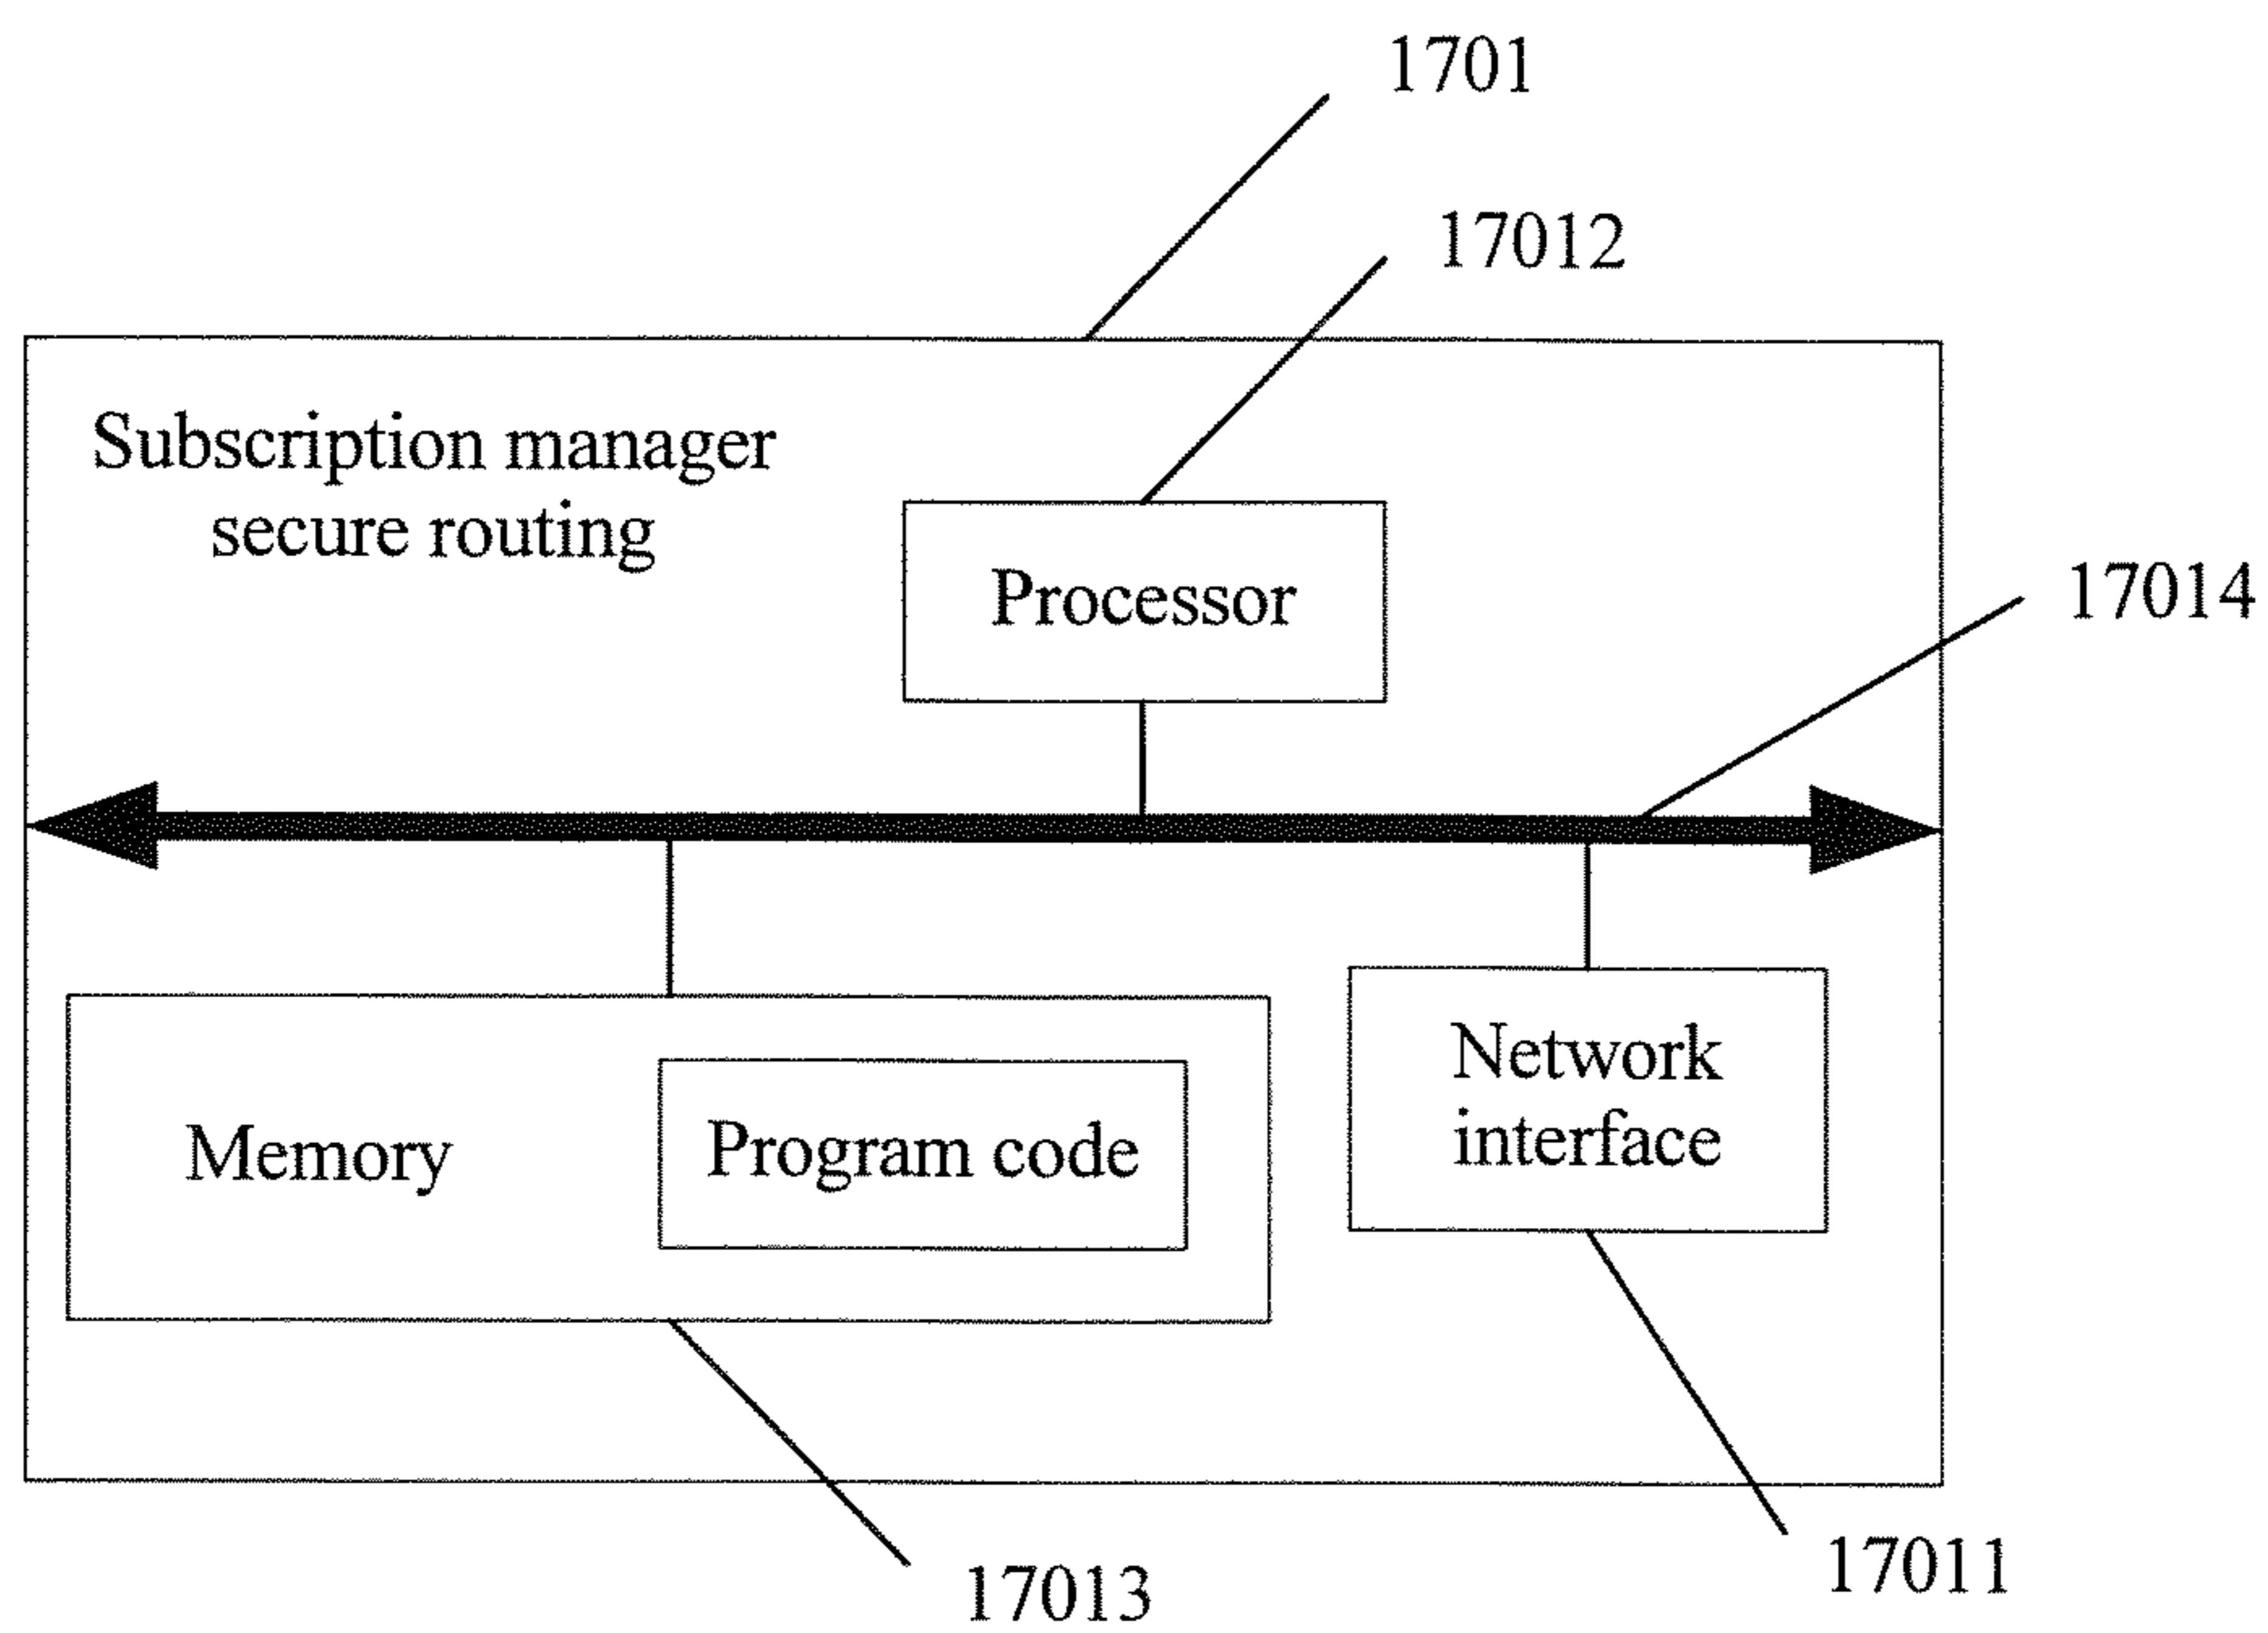 1701
17012
Subscription manager
secure routing
Processor
17014
Network
interface
Memory
Program code
17013
17011